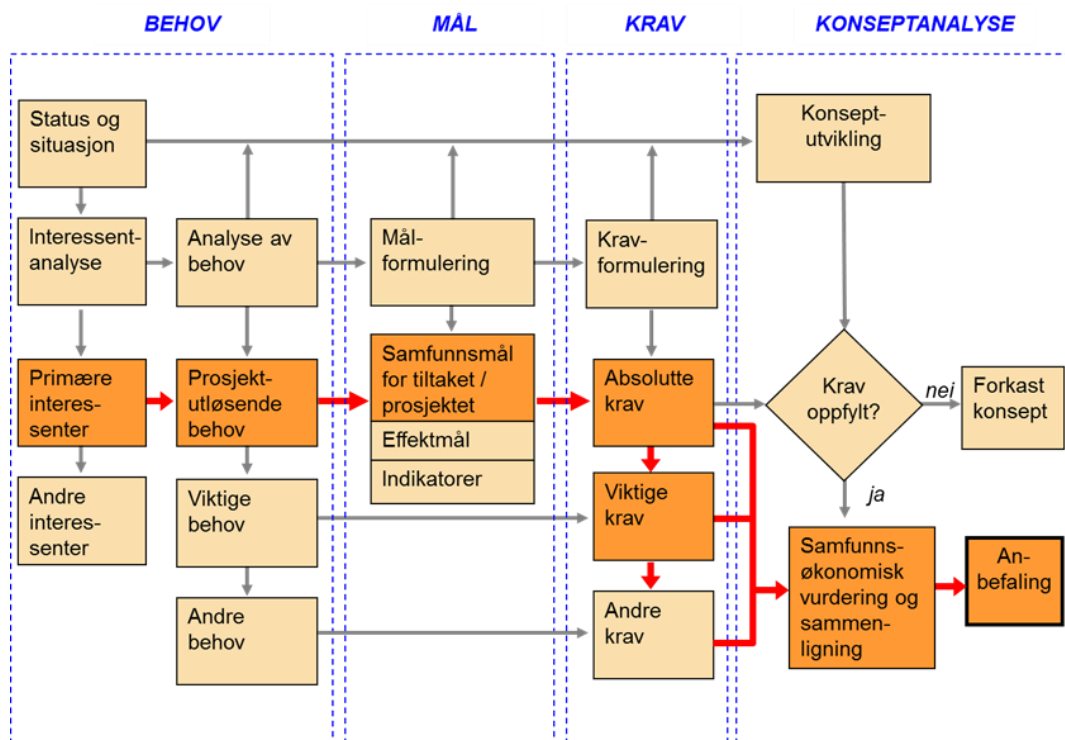 BEHOV
MÅL
KRAV
KONSEPTANALYSE
Status og
situasjon
Konsept-
utvikling
Interessent-
analyse
Analyse av
behov
Mål-
formulering
Krav-
formulering
Primære
interes-
senter
Prosjekt-
utløsende
behov
Samfunnsmål
for tiltaket /
prosjektet
Effektmål
Indikatorer
Absolutte
krav
Krav
oppfylt?
nei
Forkast
konsept
ja
Andre
interes-
senter
Viktige
behov
Viktige
krav
Samfunns-
økonomisk
vurdering og
sammen-
ligning
An-
befaling
Andre
behov
Andre
krav